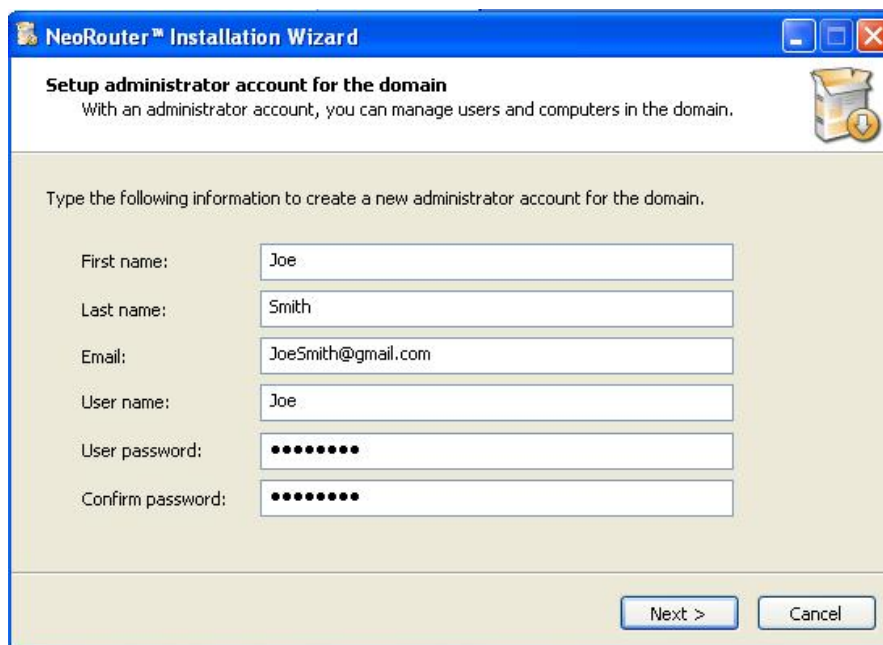 NeoRouter™ Installation Wizard
Setup administrator account for the domain
With an administrator account, you can manage users and computers in the domain.
Type the following information to create a new administrator account for the domain.
First name: Joe
Last name: Smith
Email: JoeSmith@gmail.com
User name: Joe
User password: ●●●●●●●●
Confirm password: ●●●●●●●●
Next > Cancel